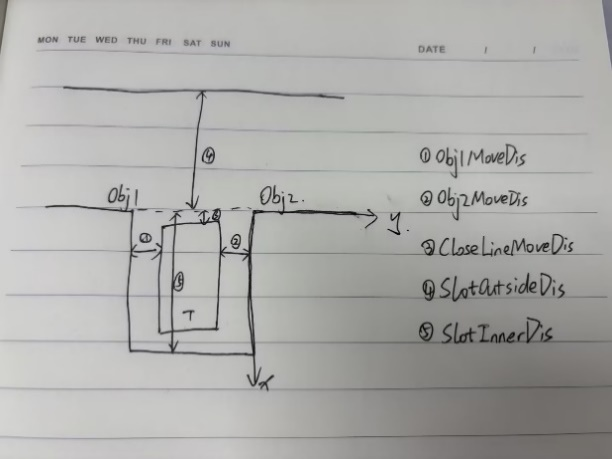 MON TUE WED THU FRI SAT SUN
DATE / /
④
① Obj1MoveDis
Obj1
Obj2.
② Obj2MoveDis
③
y.
① ②
③ CloseLineMoveDis
⑤
④ SlotOutsideDis
T
⑤ SlotInnerDis
x